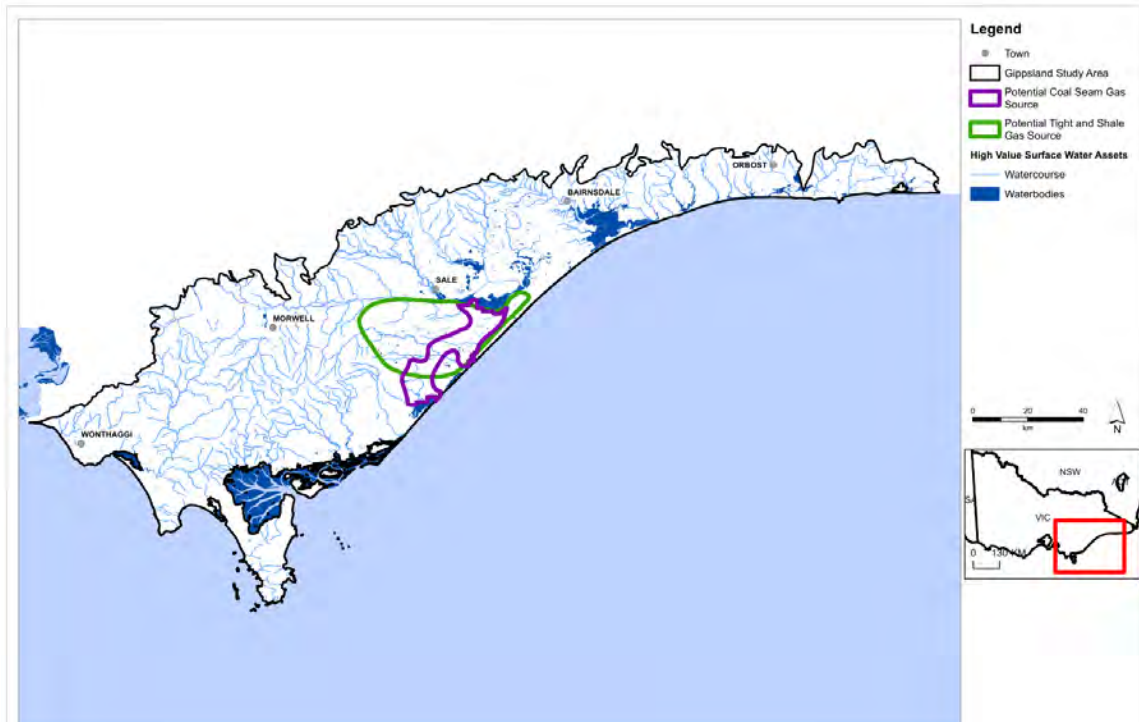 Legend
Town
Gippsland Study Area
Potential Coal Seam Gas
Source
Potential Tight and Shale
Gas Source
High Value Surface Water Assets
Watercourse
Waterbodies
ORBOST
BAIRNSDALE
SALE
MORWELL
WONTHAGGI
0 20 40
km
N
NSW
VIC
0 130 KM